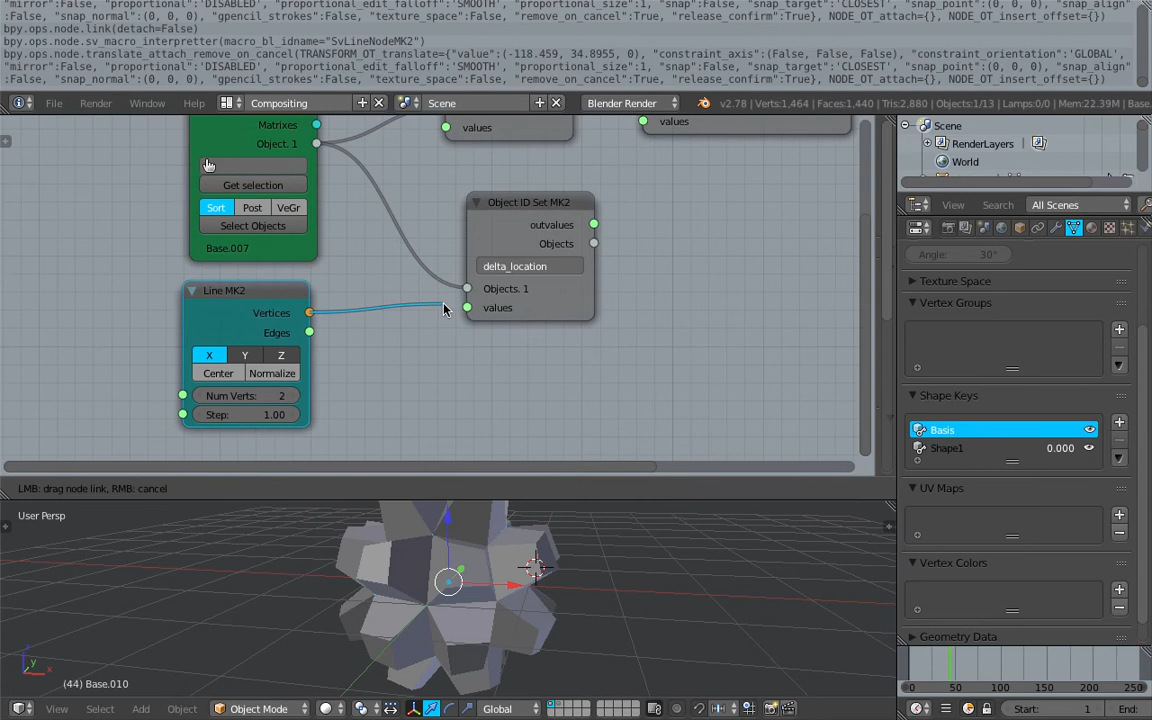 "mirror":False, "proportional":'DISABLED', "proportional_edit_falloff":'SMOOTH', "proportional_size":1, "snap":False, "snap_target":'CLOSEST', "snap_point":(0, 0, 0), "snap_align"
:False, "snap_normal":(0, 0, 0), "gpencil_strokes":False, "texture_space":False, "remove_on_cancel":True, "release_confirm":True}, NODE_OT_attach={}, NODE_OT_insert_offset={})
bpy.ops.node.link(detach=False)
bpy.ops.node.sv_macro_interpretter(macro_bl_idname="SvLineNodeMK2")
bpy.ops.node.translate_attach_remove_on_cancel(TRANSFORM_OT_translate={"value":(-118.459, 34.8955, 0), "constraint_axis":(False, False, False), "constraint_orientation":'GLOBAL',
"mirror":False, "proportional":'DISABLED', "proportional_edit_falloff":'SMOOTH', "proportional_size":1, "snap":False, "snap_target":'CLOSEST', "snap_point":(0, 0, 0), "snap_align"
:False, "snap_normal":(0, 0, 0), "gpencil_strokes":False, "texture_space":False, "remove_on_cancel":True, "release_confirm":True}, NODE_OT_attach={}, NODE_OT_insert_offset={})
File Render Window Help Compositing Scene Blender Render v2.78 | Verts:1,464 | Faces:1,440 | Tris:2,880 | Objects:1/13 | Lamps:0/0 | Mem:22.39M | Base.
Matrixes
Object. 1
Get selection
Sort Post VeGr
Select Objects
Base.007
values
values
Object ID Set MK2
outvalues
Objects
delta_location
Objects. 1
values
Line MK2
Vertices
Edges
X Y Z
Center Normalize
Num Verts: 2
Step: 1.00
LMB: drag node link, RMB: cancel
User Persp
y
x
(44) Base.010
View Select Add Object Object Mode Global
Scene
RenderLayers
World
View Search All Scenes
Angle: 30°
Texture Space
Vertex Groups
Shape Keys
Basis
Shape1 0.000
UV Maps
Vertex Colors
Geometry Data
0 50 100 150 200 250
Start: 1 End: